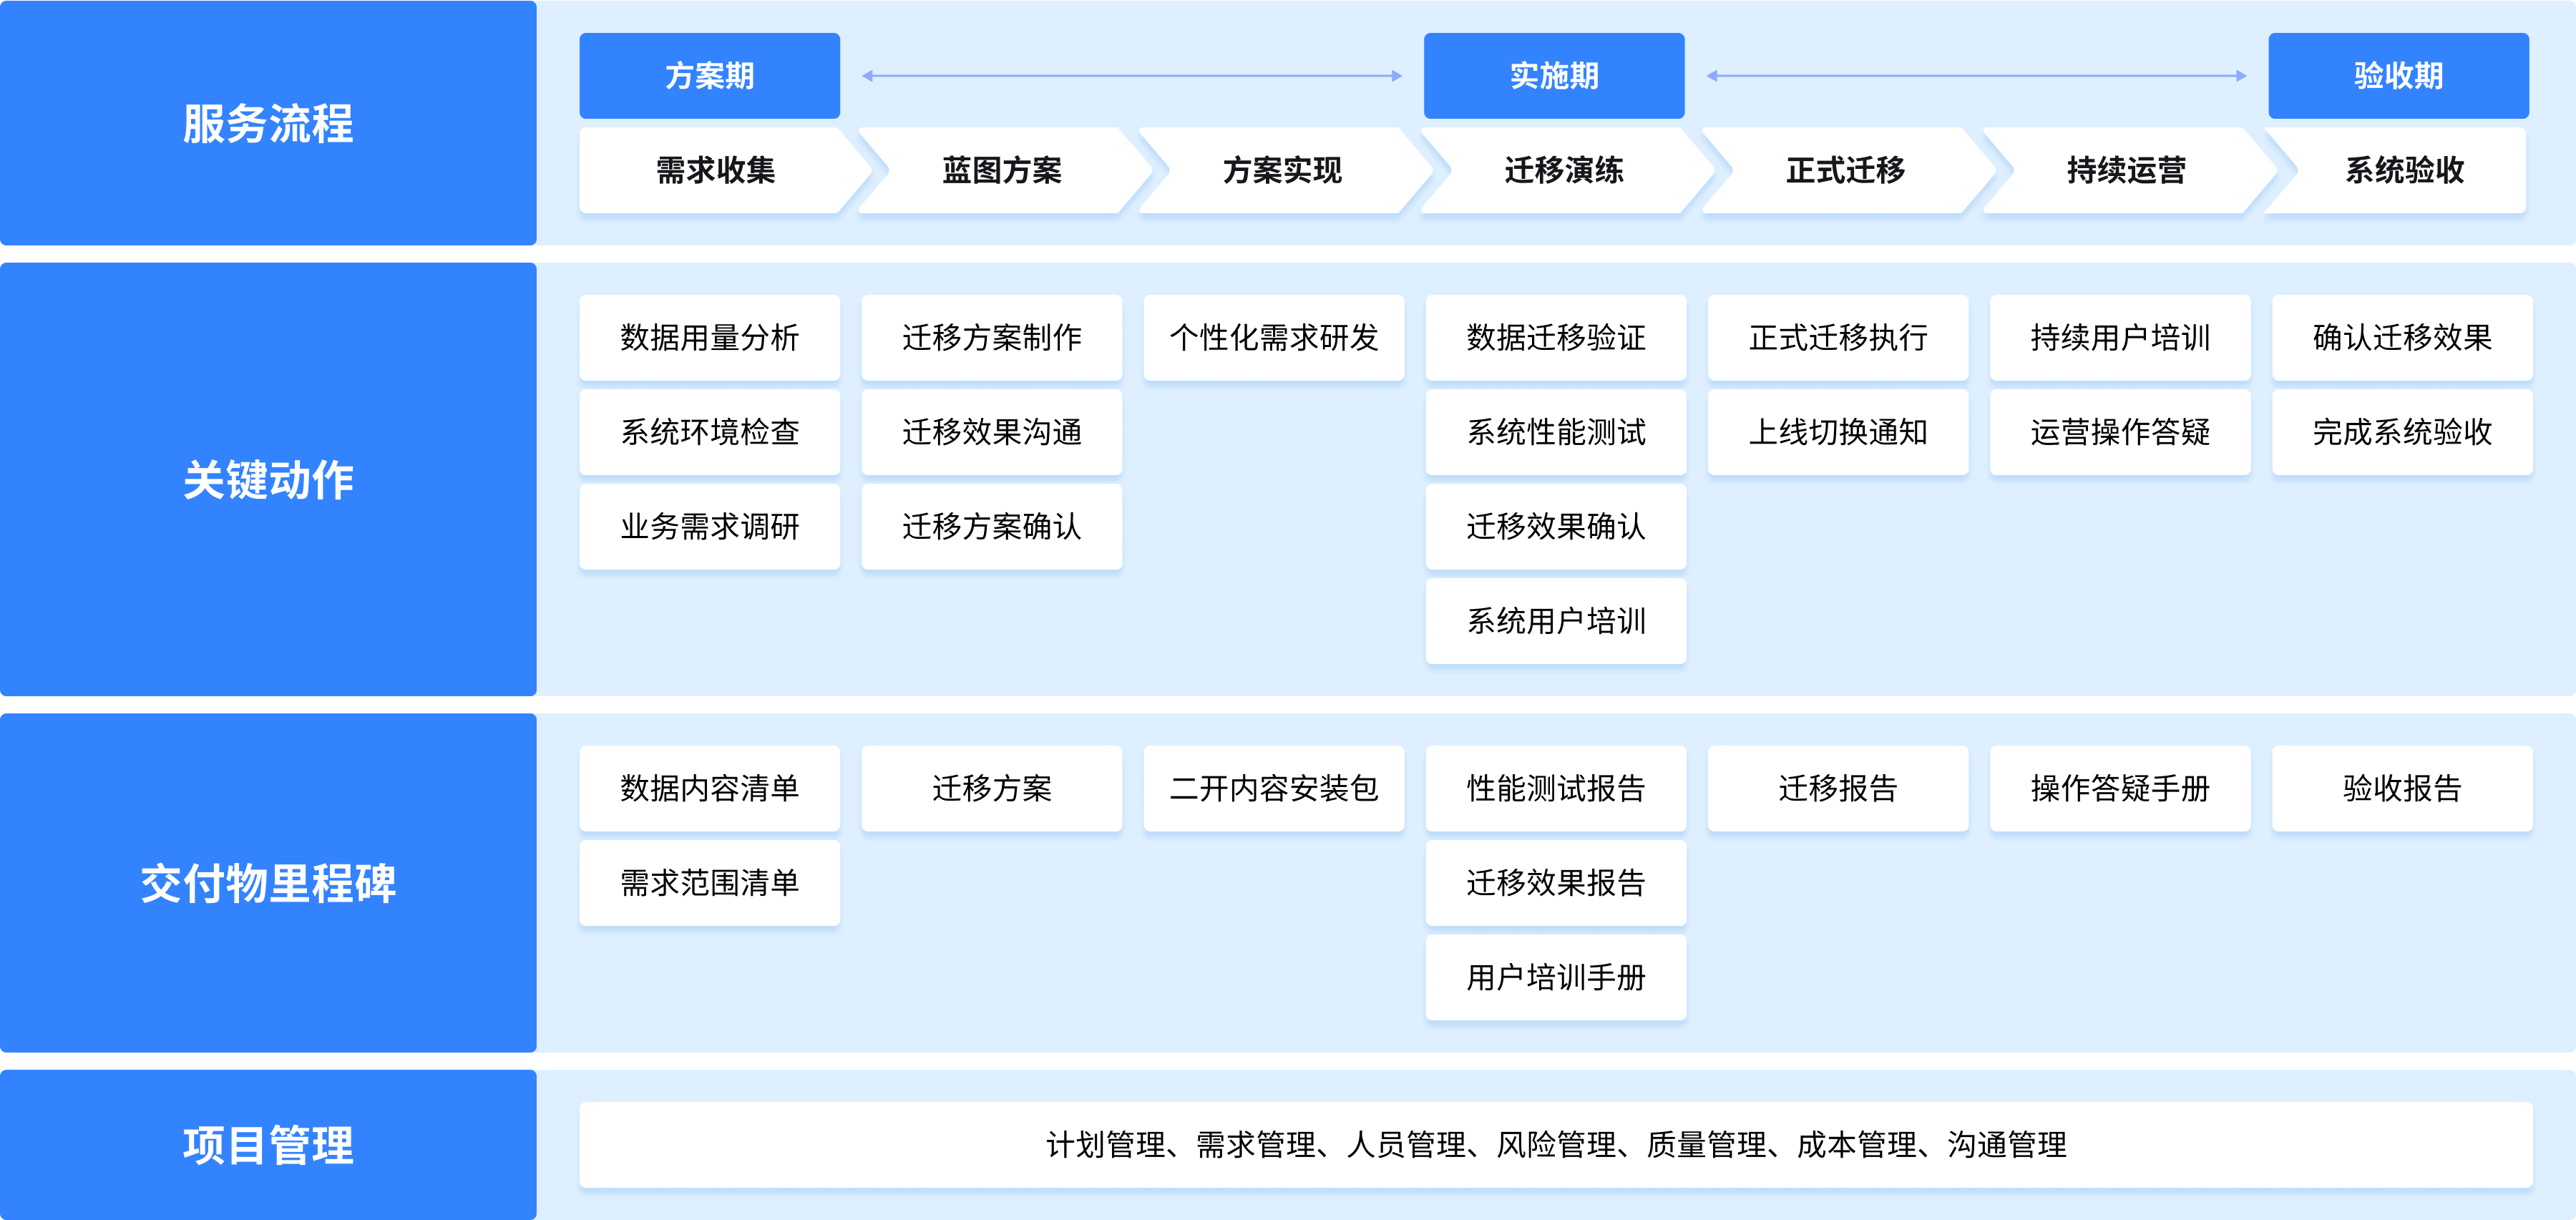 服务流程
方案期
实施期
验收期
需求收集
蓝图方案
方案实现
迁移演练
正式迁移
持续运营
系统验收
关键动作
数据用量分析
迁移方案制作
个性化需求研发
数据迁移验证
正式迁移执行
持续用户培训
确认迁移效果
系统环境检查
迁移效果沟通
系统性能测试
上线切换通知
运营操作答疑
完成系统验收
业务需求调研
迁移方案确认
迁移效果确认
系统用户培训
交付物里程碑
数据内容清单
迁移方案
二开内容安装包
性能测试报告
迁移报告
操作答疑手册
验收报告
需求范围清单
迁移效果报告
用户培训手册
项目管理
计划管理、需求管理、人员管理、风险管理、质量管理、成本管理、沟通管理